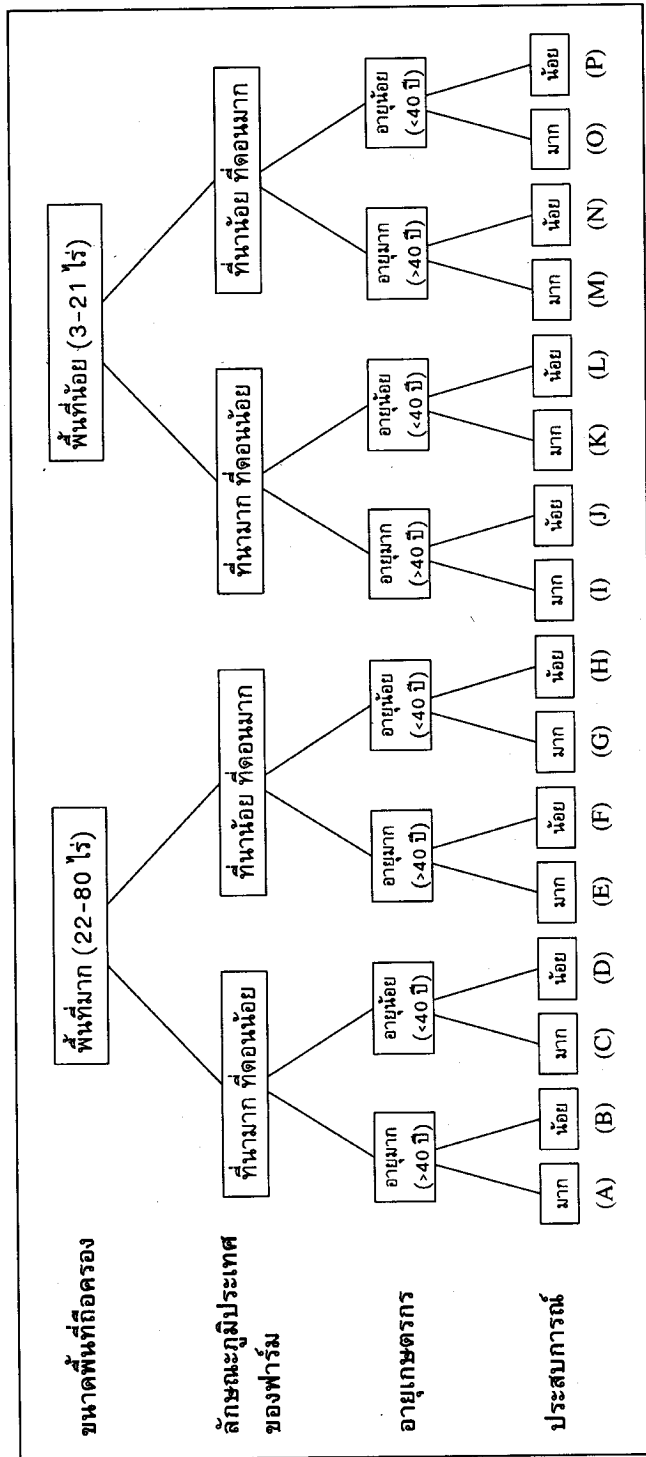 ขนาดพื้นที่ถือครอง
พื้นที่มาก (22-80 ไร่)
พื้นที่น้อย (3-21 ไร่)
ลักษณะภูมิประเทศ
ของฟาร์ม
ที่นามาก ที่ดอนน้อย
ที่นาน้อย ที่ดอนมาก
ที่นามาก ที่ดอนน้อย
ที่นาน้อย ที่ดอนมาก
อายุเกษตรกร
อายุมาก
(>40 ปี)
อายุน้อย
(<40 ปี)
อายุมาก
(>40 ปี)
อายุน้อย
(<40 ปี)
อายุมาก
(>40 ปี)
อายุน้อย
(<40 ปี)
อายุมาก
(>40 ปี)
อายุน้อย
(<40 ปี)
ประสบการณ์
มาก
น้อย
มาก
น้อย
มาก
น้อย
มาก
น้อย
มาก
น้อย
มาก
น้อย
มาก
น้อย
มาก
น้อย
(A)
(B)
(C)
(D)
(E)
(F)
(G)
(H)
(I)
(J)
(K)
(L)
(M)
(N)
(O)
(P)